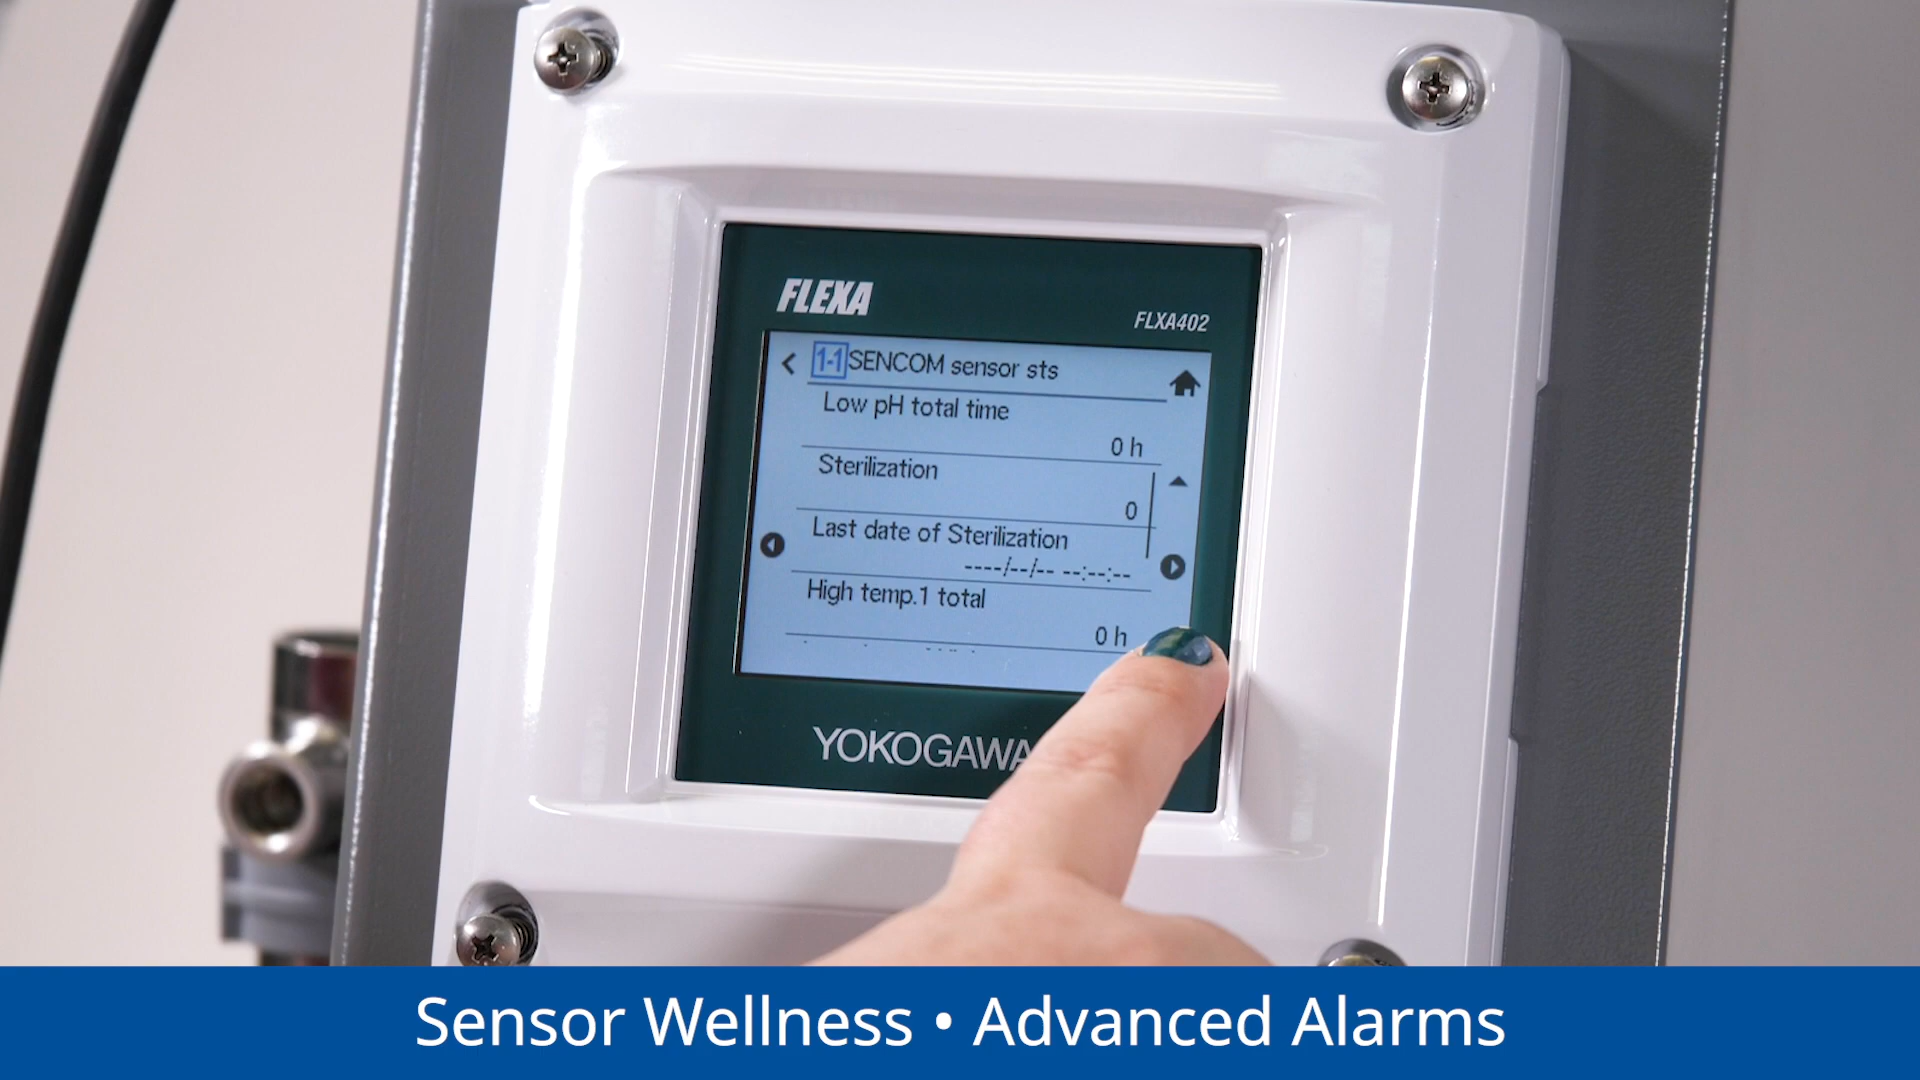 FLEXA
FLXA402
1-1 SENCOM sensor sts
Low pH total time
0 h
Sterilization
0
Last date of Sterilization
----/--/-- --:--:--
High temp.1 total
0 h
YOKOGAWA
Sensor Wellness • Advanced Alarms